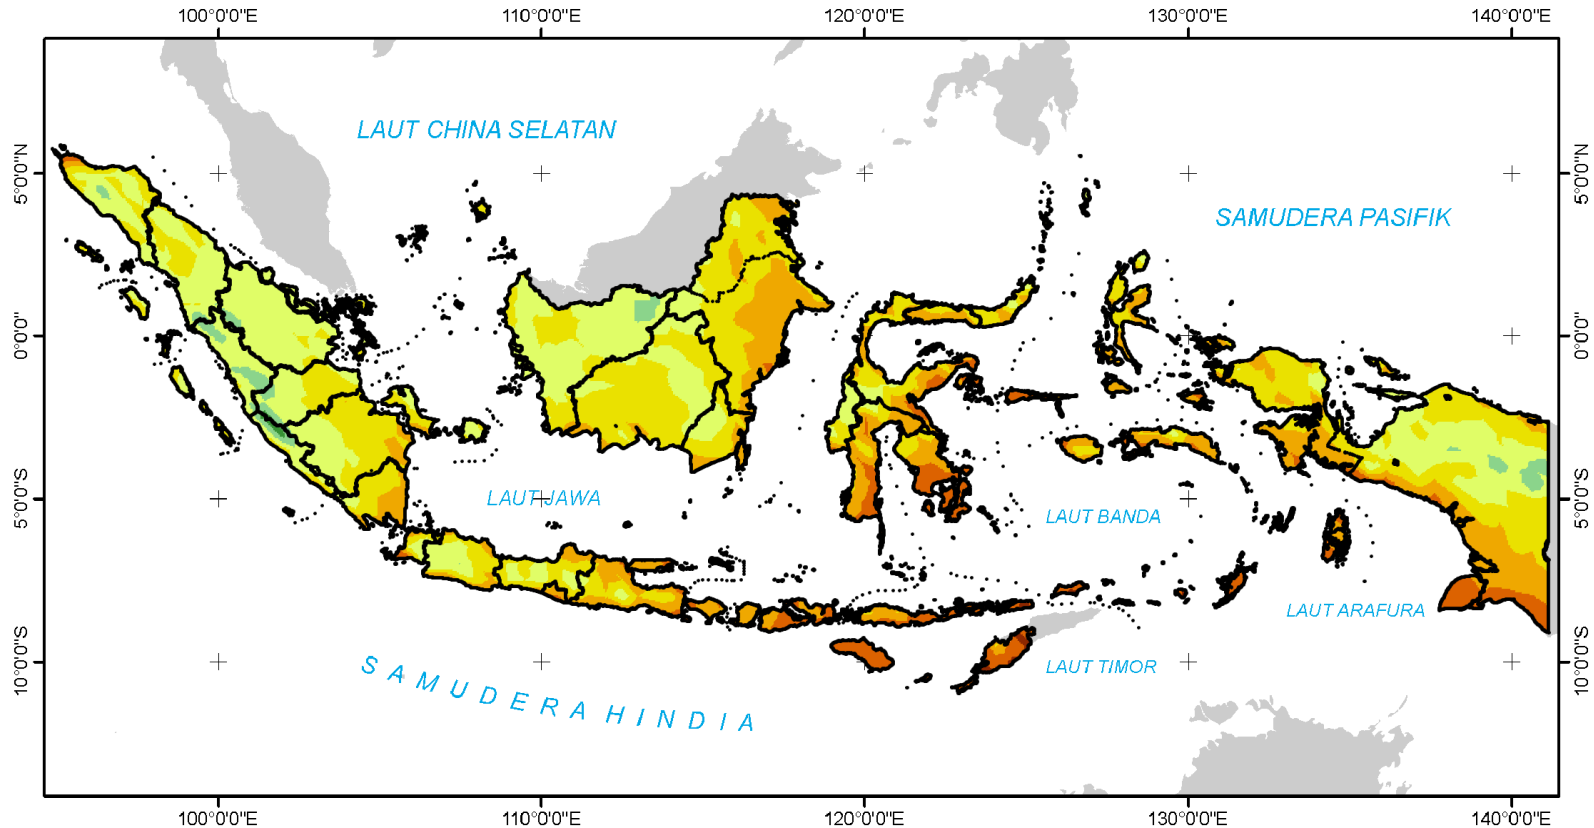 100°0'0"E 110°0'0"E 120°0'0"E 130°0'0"E 140°0'0"E
LAUT CHINA SELATAN
5°0'0"N 5°0'0"N
SAMUDERA PASIFIK
0°0'0" 0°0'0"
LAUT JAWA
5°0'0"S 5°0'0"S
LAUT BANDA
LAUT ARAFURA
10°0'0"S 10°0'0"S
LAUT TIMOR
SAMUDERA HINDIA
100°0'0"E 110°0'0"E 120°0'0"E 130°0'0"E 140°0'0"E